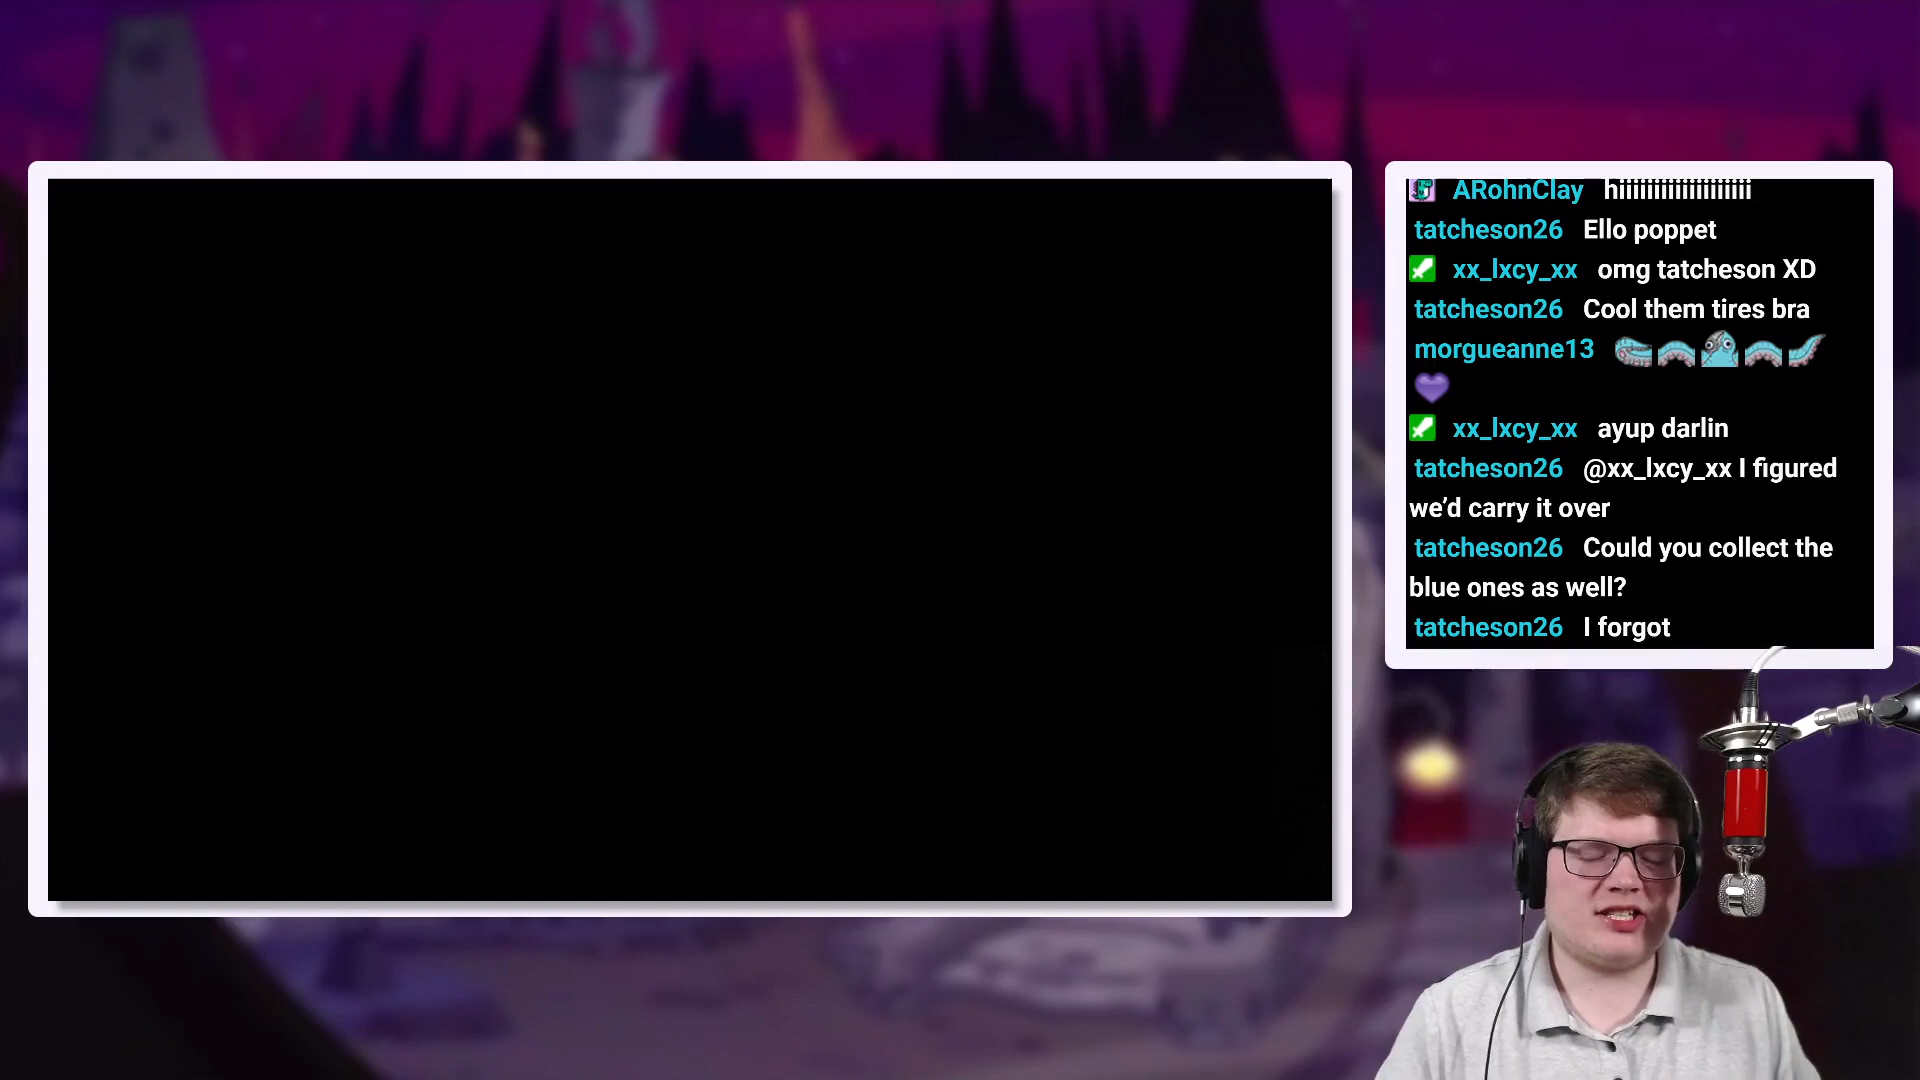 ARohnClay hiiiiiiiiiiiiiiiiiii
tatcheson26 Ello poppet
xx_lxcy_xx omg tatcheson XD
tatcheson26 Cool them tires bra
morgueanne13
xx_lxcy_xx ayup darlin
tatcheson26 @xx_lxcy_xx I figured
we’d carry it over
tatcheson26 Could you collect the
blue ones as well?
tatcheson26 I forgot